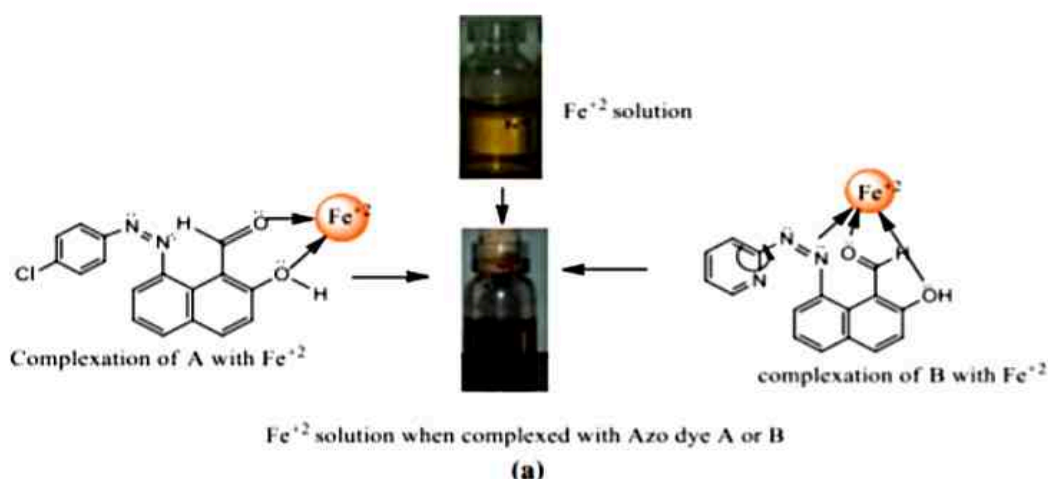 Fe+2 solution
Fe+2
Fe+2
N
N
H
O
Cl
O
H
N
N
O
H
N
OH
Complexation of A with Fe+2
complexation of B with Fe+2
Fe+2 solution when complexed with Azo dye A or B
(a)